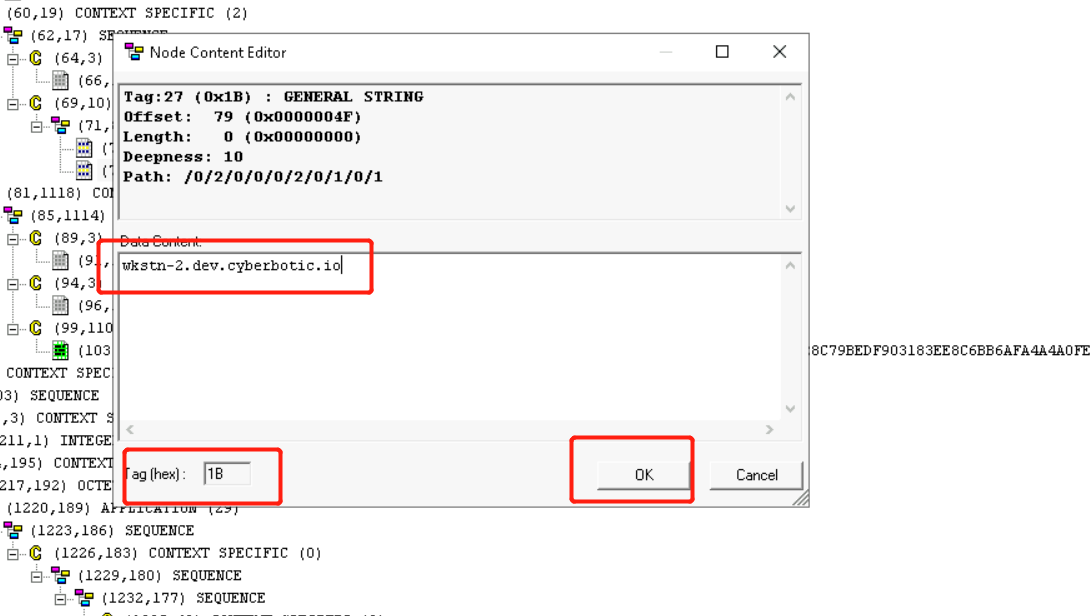 (60,19) CONTEXT SPECIFIC (2)
(62,17) SEQUENCE
Node Content Editor
(64,3)
(66,
Tag:27 (0x1B) : GENERAL STRING
(69,10)
Offset: 79 (0x0000004F)
(71,
Length: 0 (0x00000000)
(7
Deepness: 10
(7
Path: /0/2/0/0/0/2/0/1/0/1
(81,1118) CON
(85,1114)
(89,3)
Data Content:
(91,
wkstn-2.dev.cyberbotic.io
(94,3)
(96,
(99,110
(103
8C79BEDF903183EE8C6BB6AFA4A4A0FE
CONTEXT SPEC
03) SEQUENCE
,3) CONTEXT S
211,1) INTEGE
,195) CONTEXT
Tag (hex) : 1B
OK
Cancel
217,192) OCTE
(1220,189) APPLICATION (29)
(1223,186) SEQUENCE
(1226,183) CONTEXT SPECIFIC (0)
(1229,180) SEQUENCE
(1232,177) SEQUENCE